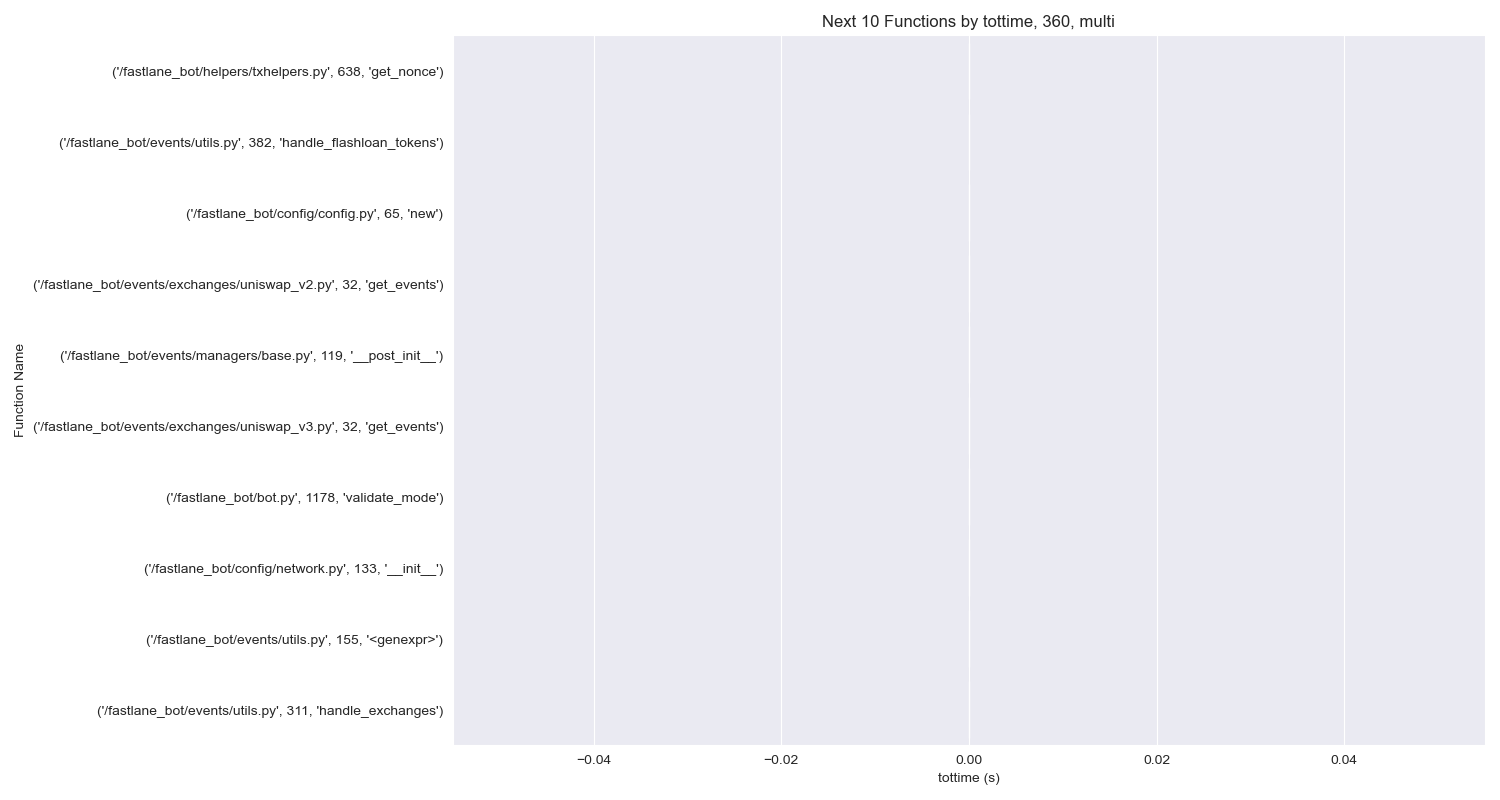 Next 10 Functions by tottime, 360, multi
('/fastlane_bot/helpers/txhelpers.py', 638, 'get_nonce')
('/fastlane_bot/events/utils.py', 382, 'handle_flashloan_tokens')
('/fastlane_bot/config/config.py', 65, 'new')
('/fastlane_bot/events/exchanges/uniswap_v2.py', 32, 'get_events')
('/fastlane_bot/events/managers/base.py', 119, '__post_init__')
Function Name
('/fastlane_bot/events/exchanges/uniswap_v3.py', 32, 'get_events')
('/fastlane_bot/bot.py', 1178, 'validate_mode')
('/fastlane_bot/config/network.py', 133, '__init__')
('/fastlane_bot/events/utils.py', 155, '<genexpr>')
('/fastlane_bot/events/utils.py', 311, 'handle_exchanges')
−0.04 −0.02 0.00 0.02 0.04
tottime (s)